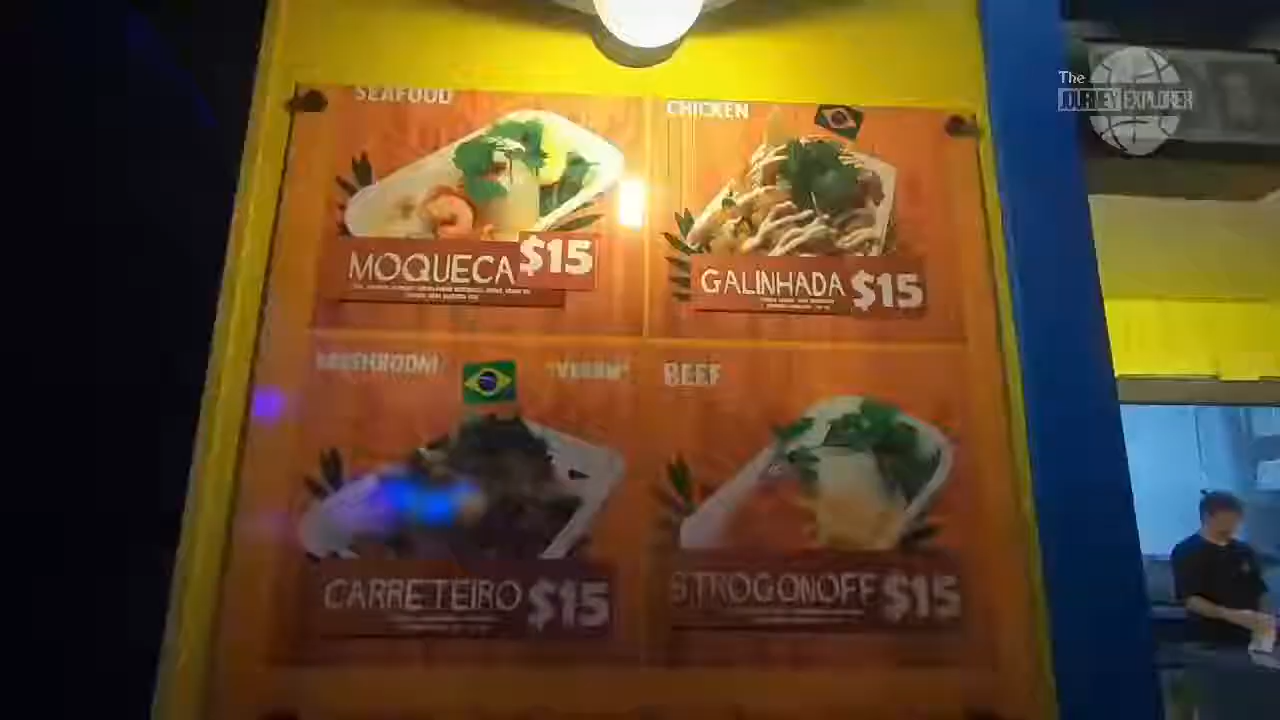 The
JOURNEY EXPLORER
SEAFOOD
MOQUECA $15
CHICKEN
GALINHADA $15
MUSHROOM *VEGAN*
CARRETEIRO $15
BEEF
STROGONOFF $15